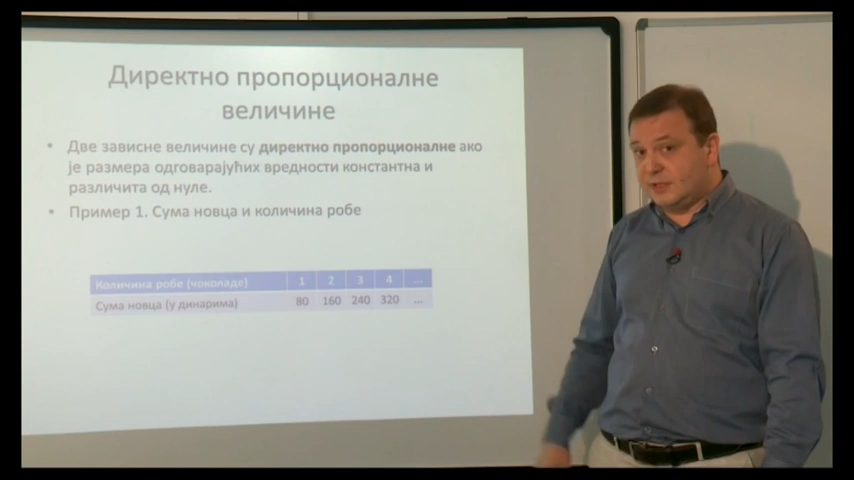 Директно пропорционалне
величине
• Две зависне величине су директно пропорционалне ако
је размера одговарајућих вредности константна и
различита од нуле.
• Пример 1. Сума новца и количина робе
Количина робе (чоколаде) 1 2 3 4 ...
Сума новца (у динарима) 80 160 240 320 ...